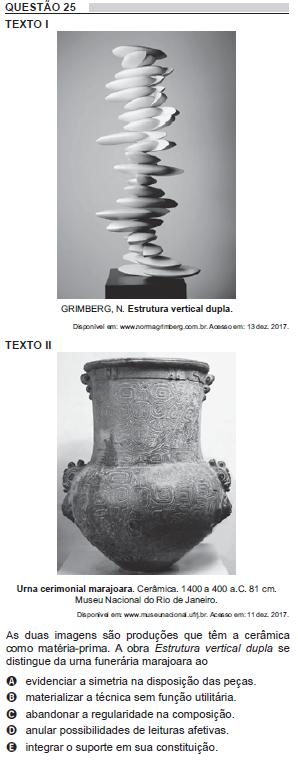 QUESTÃO 25
TEXTO I
GRIMBERG, N. Estrutura vertical dupla.
Disponível em: www.normagrimberg.com.br. Acesso em: 13 dez. 2017.
TEXTO II
Urna cerimonial marajoara. Cerâmica. 1400 a 400 a.C. 81 cm.
Museu Nacional do Rio de Janeiro.
Disponível em: www.museunacional.ufrj.br. Acesso em: 11 dez. 2017.
As duas imagens são produções que têm a cerâmica
como matéria-prima. A obra Estrutura vertical dupla se
distingue da urna funerária marajoara ao
A evidenciar a simetria na disposição das peças.
B materializar a técnica sem função utilitária.
C abandonar a regularidade na composição.
D anular possibilidades de leituras afetivas.
E integrar o suporte em sua constituição.